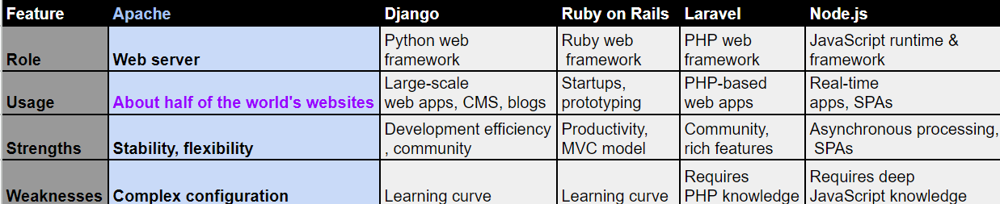 Feature Apache Django Ruby on Rails Laravel Node.js
Python web Ruby web PHP web JavaScript runtime &
Role Web server framework framework framework framework
Large-scale Startups, PHP-based Real-time
Usage About half of the world's websites web apps, CMS, blogs prototyping web apps apps, SPAs
Development efficiency Productivity, Community, Asynchronous processing,
Strengths Stability, flexibility , community MVC model rich features SPAs
Requires Requires deep
Weaknesses Complex configuration Learning curve Learning curve PHP knowledge JavaScript knowledge